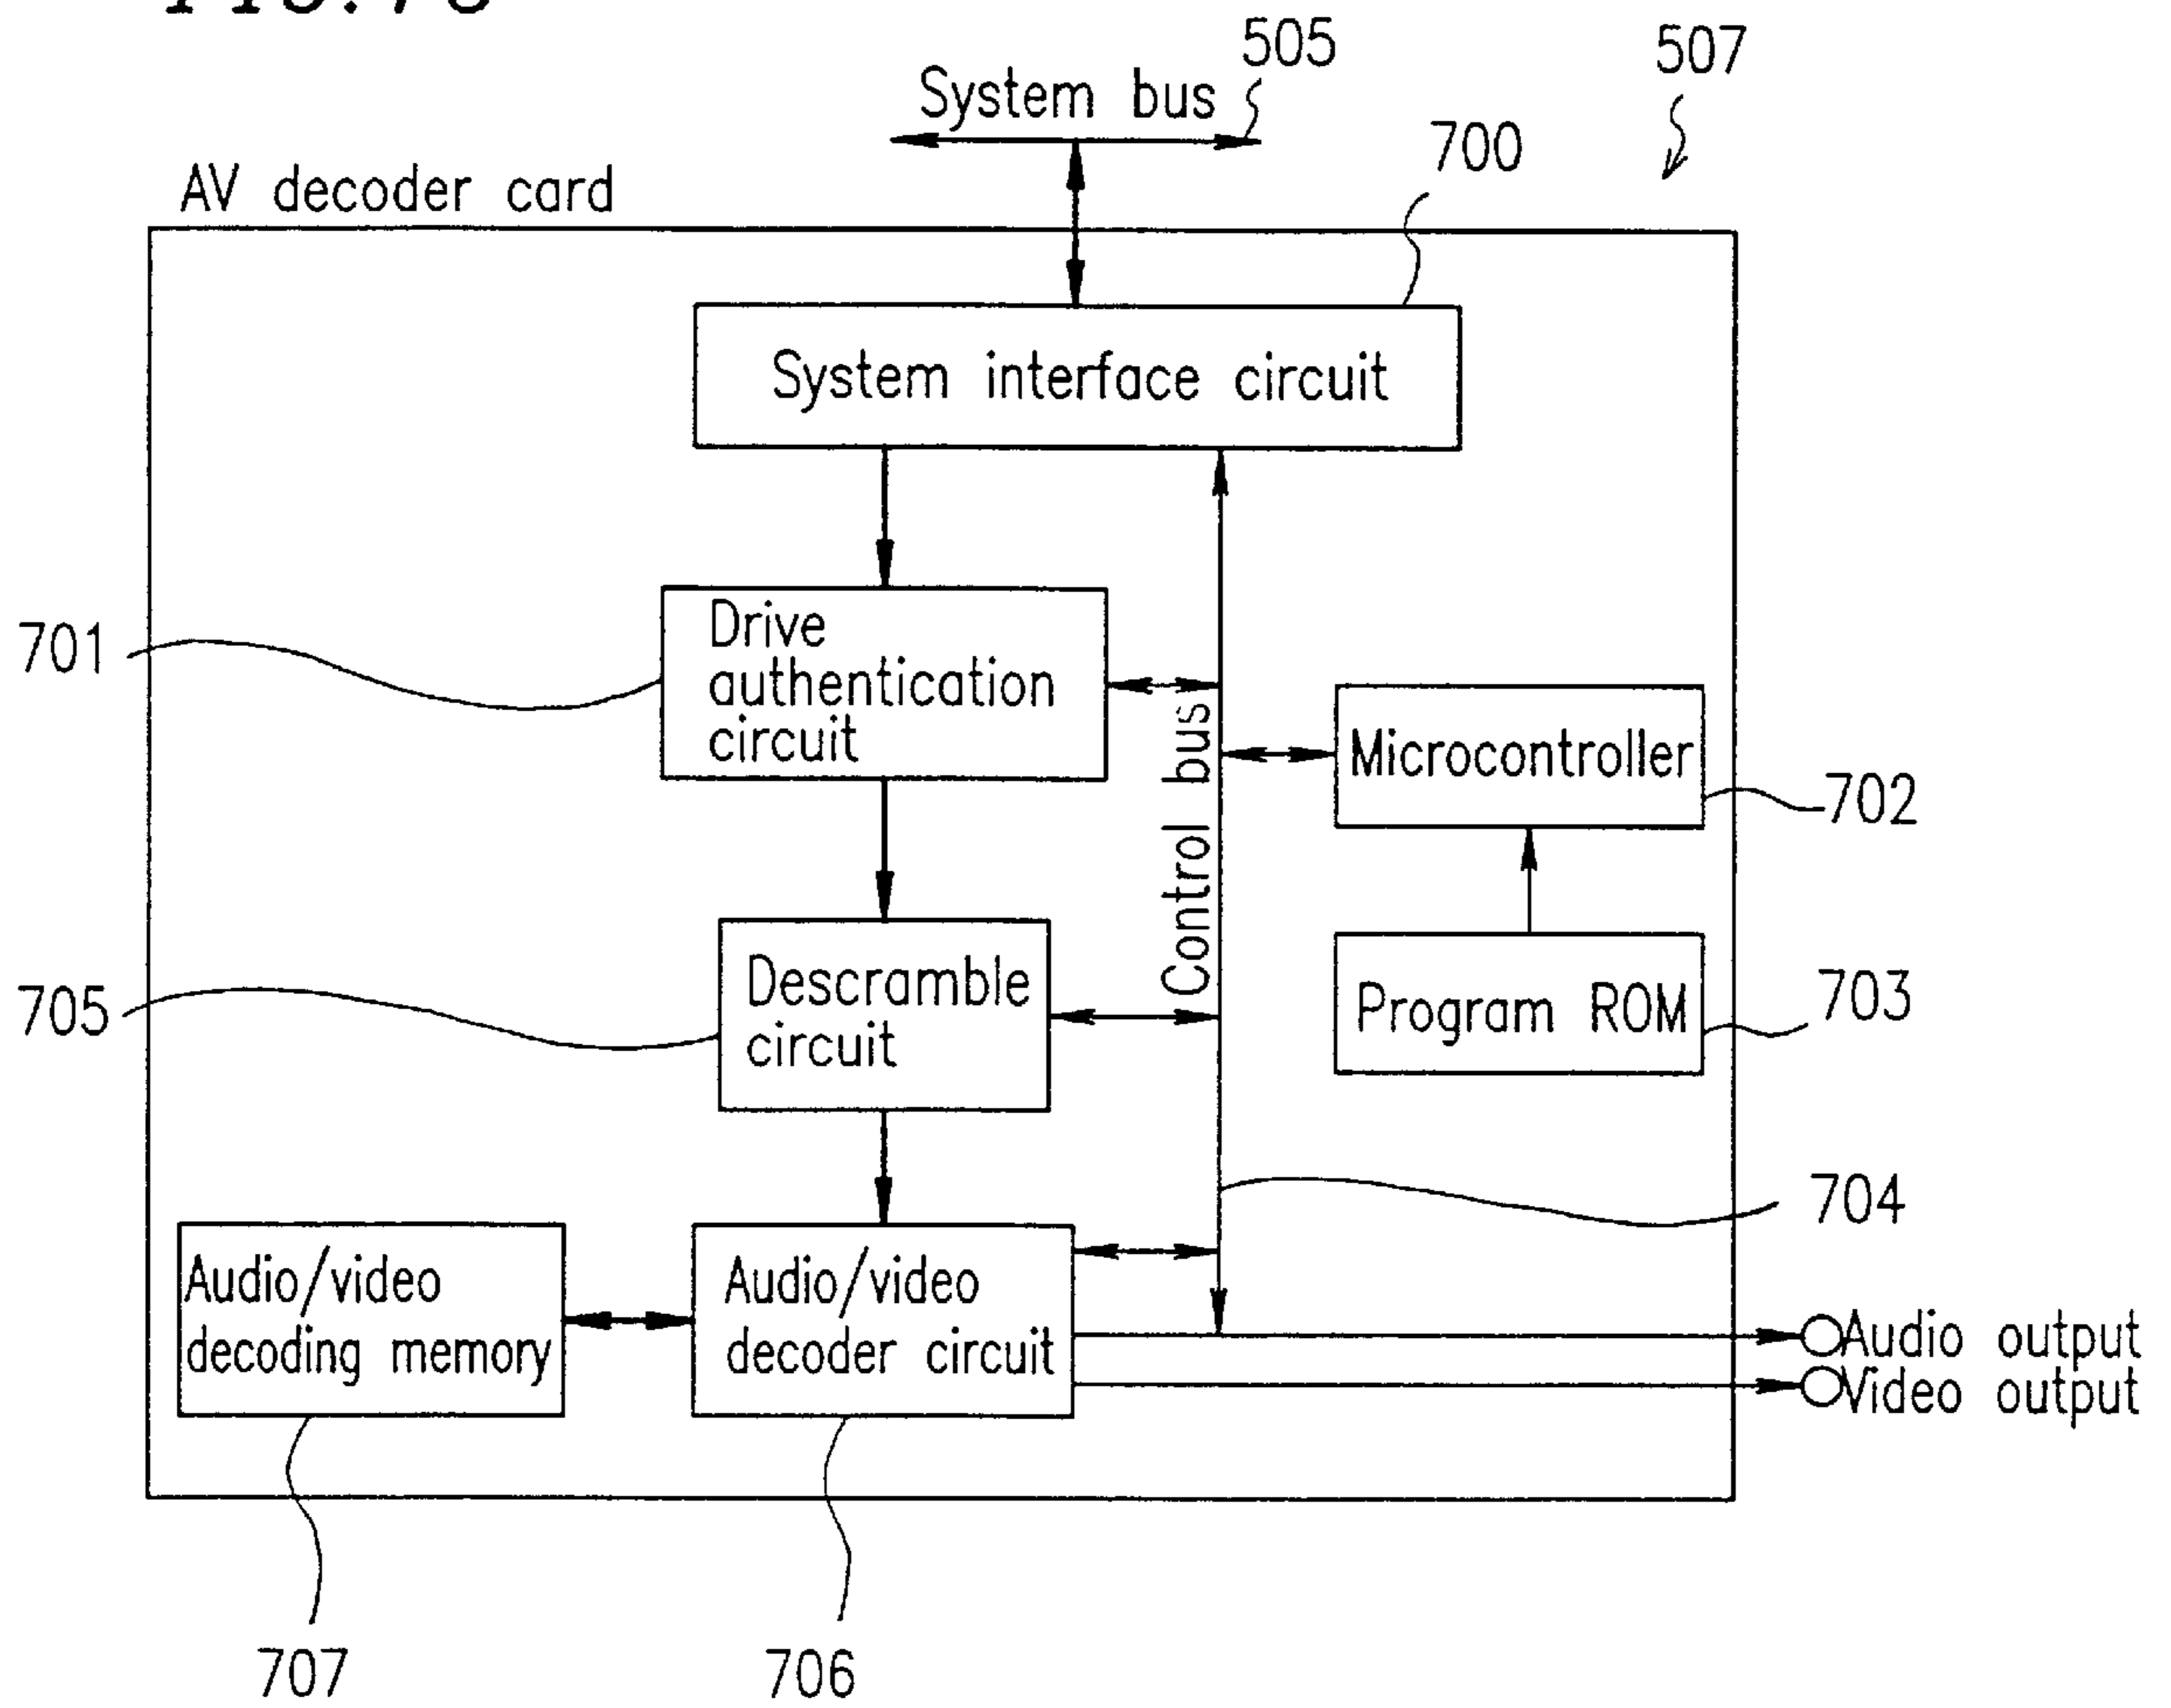 505
507
System bus
700
AV decoder card
System interface circuit
701
Drive
authentication
circuit
Control bus
Microcontroller
702
705
Descramble
circuit
Program ROM
703
704
Audio/video
decoding memory
Audio/video
decoder circuit
Audio output
Video output
707
706